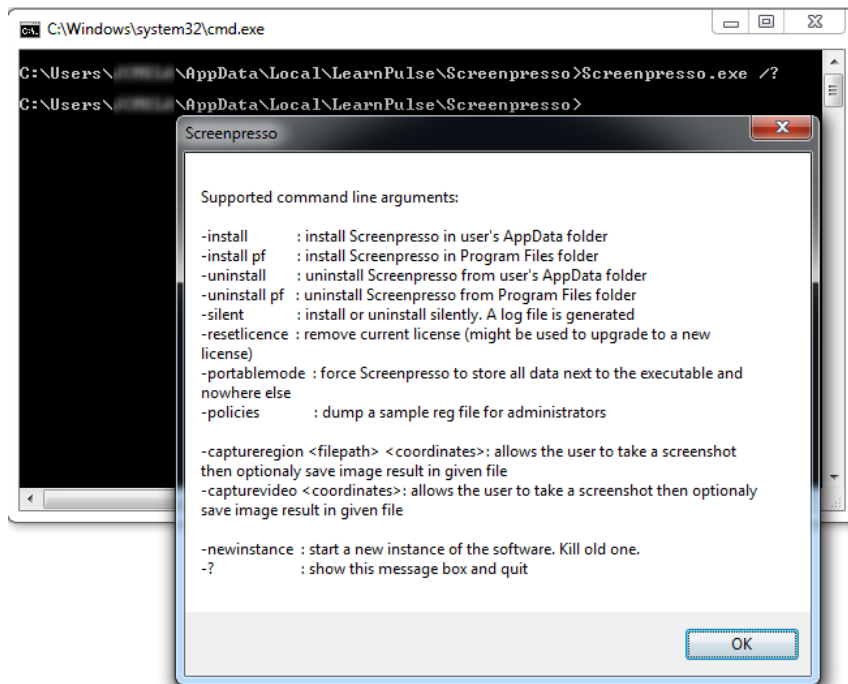 C:\Windows\system32\cmd.exe
C:\Users\ \AppData\Local\LearnPulse\Screenpresso>Screenpresso.exe /?
C:\Users\ \AppData\Local\LearnPulse\Screenpresso>
Screenpresso
Supported command line arguments:
-install : install Screenpresso in user's AppData folder
-install pf : install Screenpresso in Program Files folder
-uninstall : uninstall Screenpresso from user's AppData folder
-uninstall pf : uninstall Screenpresso from Program Files folder
-silent : install or uninstall silently. A log file is generated
-resetlicence : remove current license (might be used to upgrade to a new
license)
-portablemode : force Screenpresso to store all data next to the executable and
nowhere else
-policies : dump a sample reg file for administrators
-captureregion <filepath> <coordinates>: allows the user to take a screenshot
then optionaly save image result in given file
-capturevideo <coordinates>: allows the user to take a screenshot then optionaly
save image result in given file
-newinstance : start a new instance of the software. Kill old one.
-? : show this message box and quit
OK